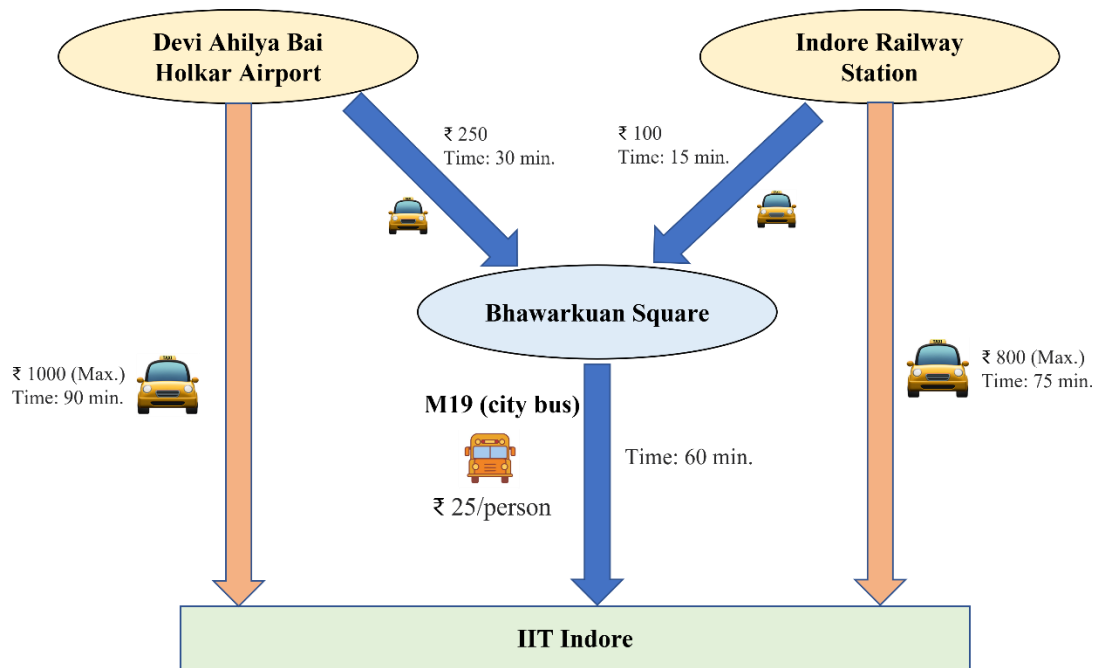 Devi Ahilya Bai
Holkar Airport
Indore Railway
Station
₹ 250
Time: 30 min.
₹ 100
Time: 15 min.
Bhawarkuan Square
₹ 1000 (Max.)
Time: 90 min.
TAXI
₹ 800 (Max.)
Time: 75 min.
M19 (city bus)
Time: 60 min.
₹ 25/person
IIT Indore